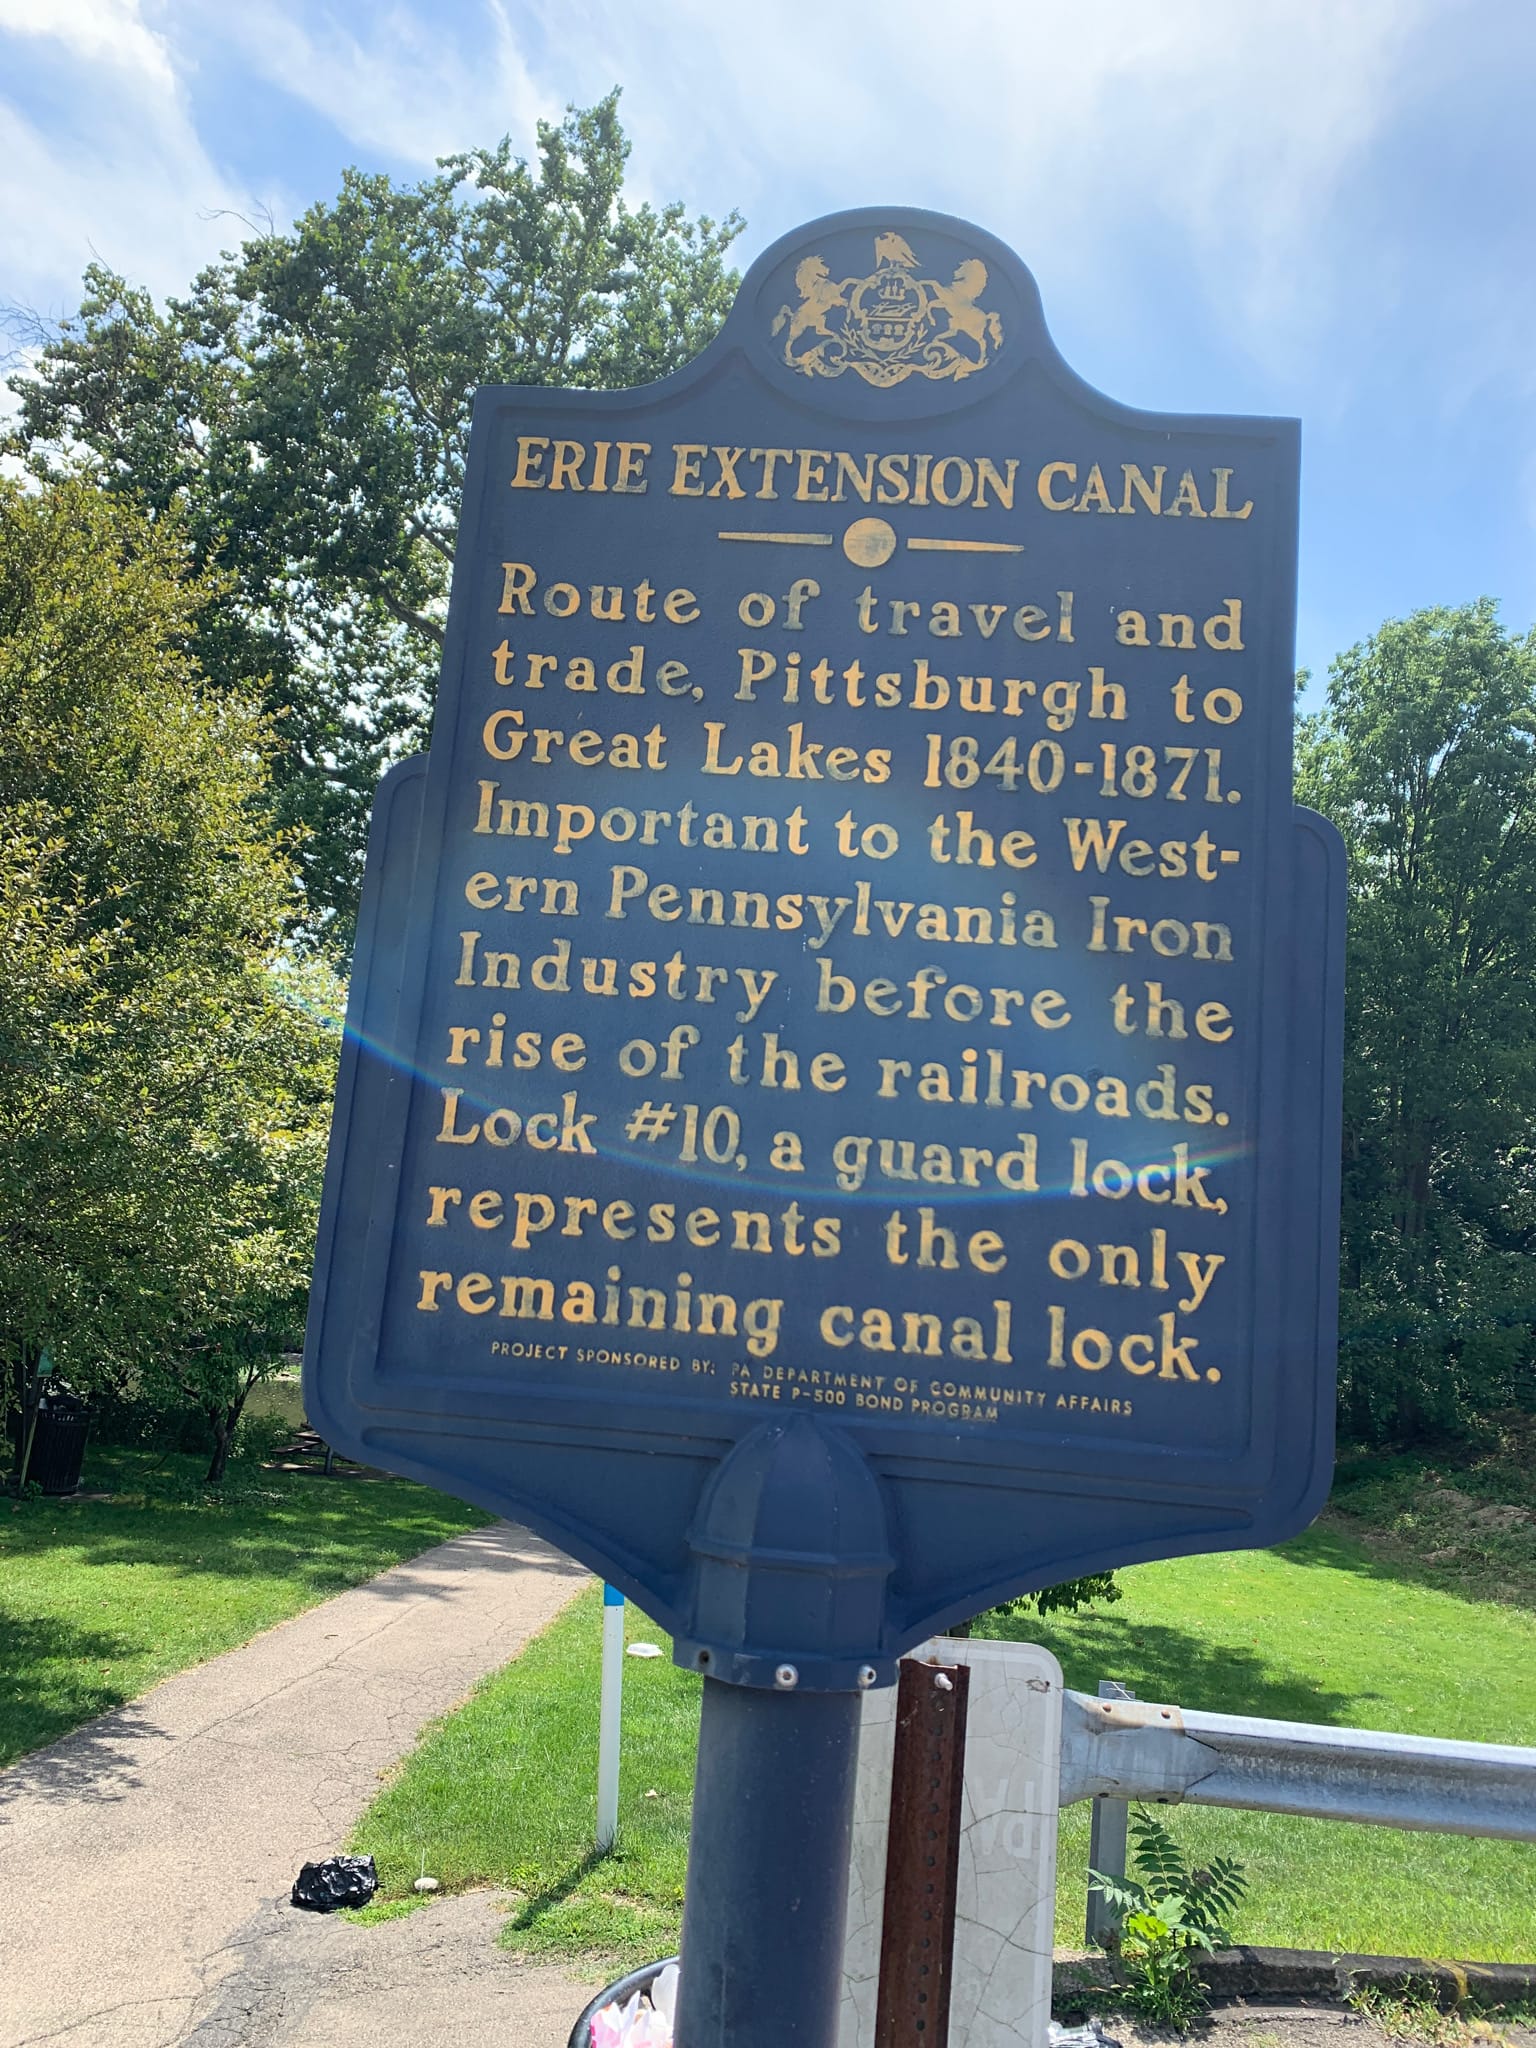 ERIE EXTENSION CANAL
Route of travel and
trade, Pittsburgh to
Great Lakes 1840-1871.
Important to the West-
ern Pennsylvania Iron
Industry before the
rise of the railroads.
Lock #10, a guard lock,
represents the only
remaining canal lock.
PROJECT SPONSORED BY: PA DEPARTMENT OF COMMUNITY AFFAIRS
STATE P-500 BOND PROGRAM